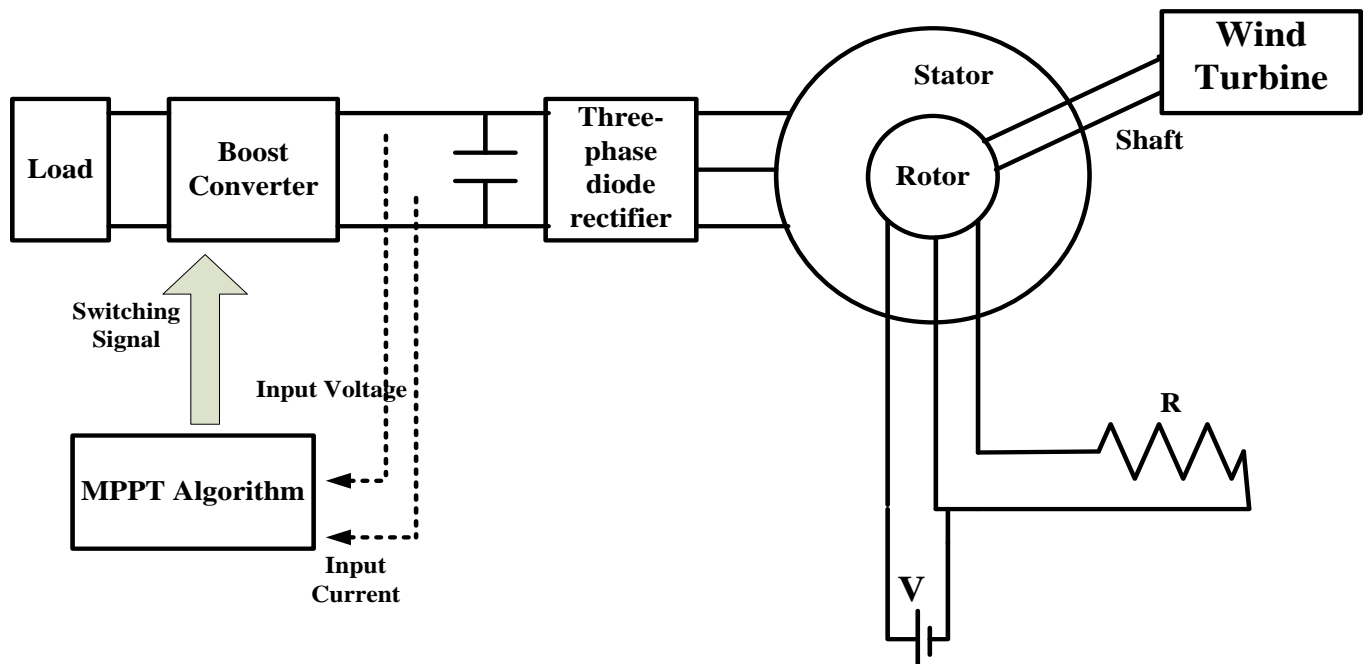 Wind
Turbine
Stator
Shaft
Rotor
Three-
phase
diode
rectifier
Boost
Converter
Load
Switching
Signal
Input Voltage
MPPT Algorithm
Input
Current
R
V